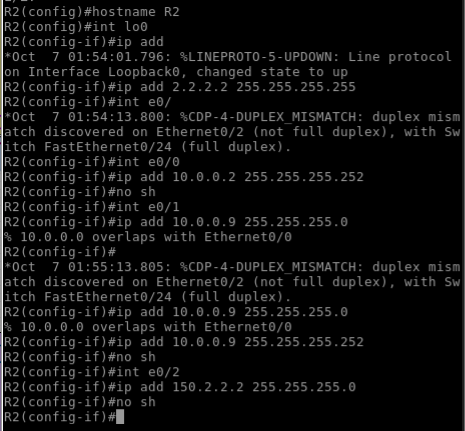 R2(config)#hostname R2
R2(config)#int lo0
R2(config-if)#ip add
*Oct  7 01:54:01.796: %LINEPROTO-5-UPDOWN: Line protocol
on Interface Loopback0, changed state to up
R2(config-if)#ip add 2.2.2.2 255.255.255.255
R2(config-if)#int e0/
*Oct  7 01:54:13.800: %CDP-4-DUPLEX_MISMATCH: duplex mism
atch discovered on Ethernet0/2 (not full duplex), with Sw
itch FastEthernet0/24 (full duplex).
R2(config-if)#int e0/0
R2(config-if)#ip add 10.0.0.2 255.255.255.252
R2(config-if)#no sh
R2(config-if)#int e0/1
R2(config-if)#ip add 10.0.0.9 255.255.255.0
% 10.0.0.0 overlaps with Ethernet0/0
R2(config-if)#
*Oct  7 01:55:13.805: %CDP-4-DUPLEX_MISMATCH: duplex mism
atch discovered on Ethernet0/2 (not full duplex), with Sw
itch FastEthernet0/24 (full duplex).
R2(config-if)#ip add 10.0.0.9 255.255.255.0
% 10.0.0.0 overlaps with Ethernet0/0
R2(config-if)#ip add 10.0.0.9 255.255.255.252
R2(config-if)#no sh
R2(config-if)#int e0/2
R2(config-if)#ip add 150.2.2.2 255.255.255.0
R2(config-if)#no sh
R2(config-if)#